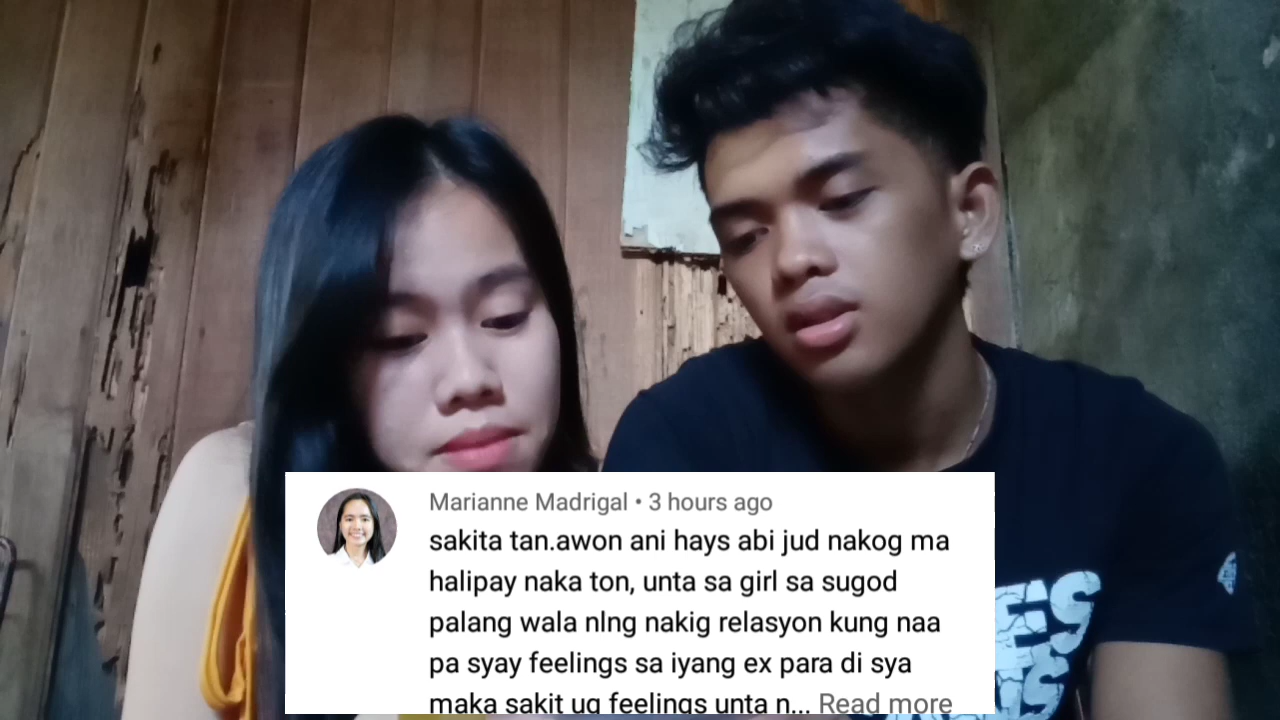 Marianne Madrigal • 3 hours ago
sakita tan.awon ani hays abi jud nakog ma
halipay naka ton, unta sa girl sa sugod
palang wala nlng nakig relasyon kung naa
pa syay feelings sa iyang ex para di sya
maka sakit ug feelings unta n... Read more